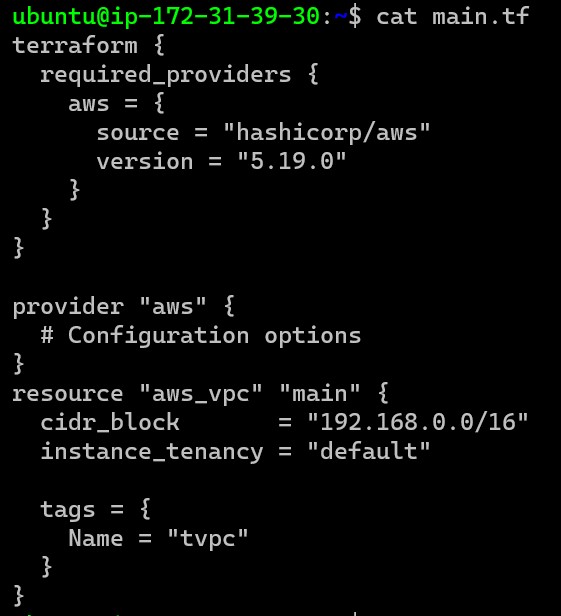 ubuntu@ip-172-31-39-30:~$ cat main.tf
terraform {
  required_providers {
    aws = {
      source = "hashicorp/aws"
      version = "5.19.0"
    }
  }
}

provider "aws" {
  # Configuration options
}
resource "aws_vpc" "main" {
  cidr_block       = "192.168.0.0/16"
  instance_tenancy = "default"

  tags = {
    Name = "tvpc"
  }
}